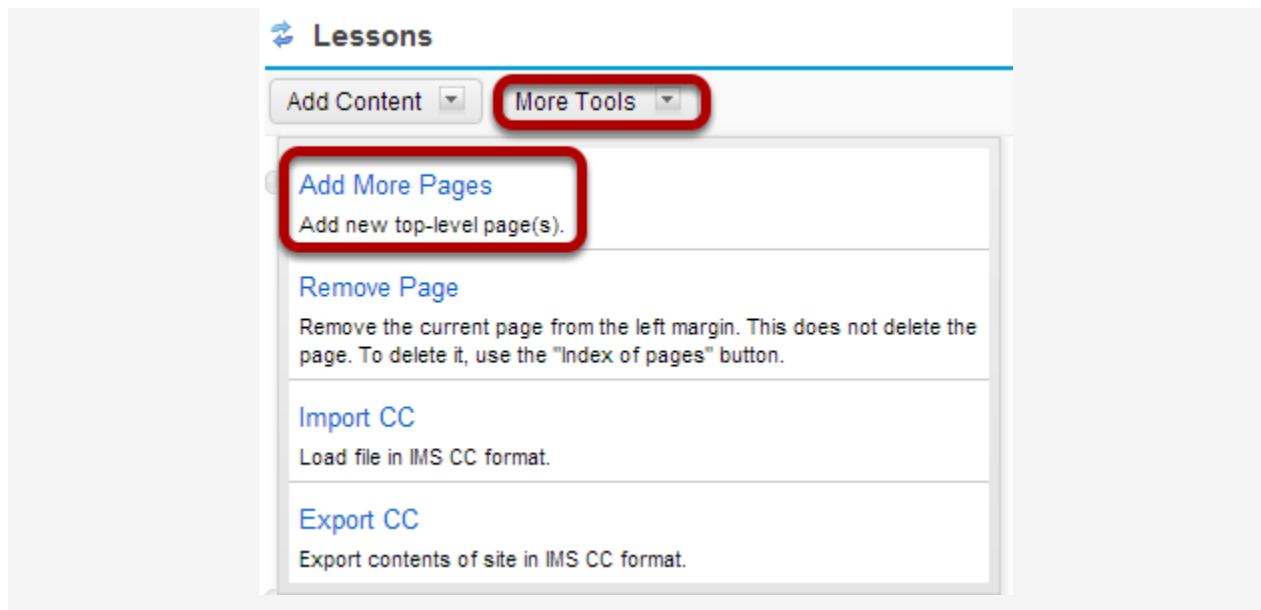 Lessons
Add Content More Tools
Add More Pages
Add new top-level page(s).
Remove Page
Remove the current page from the left margin. This does not delete the
page. To delete it, use the "Index of pages" button.
Import CC
Load file in IMS CC format.
Export CC
Export contents of site in IMS CC format.